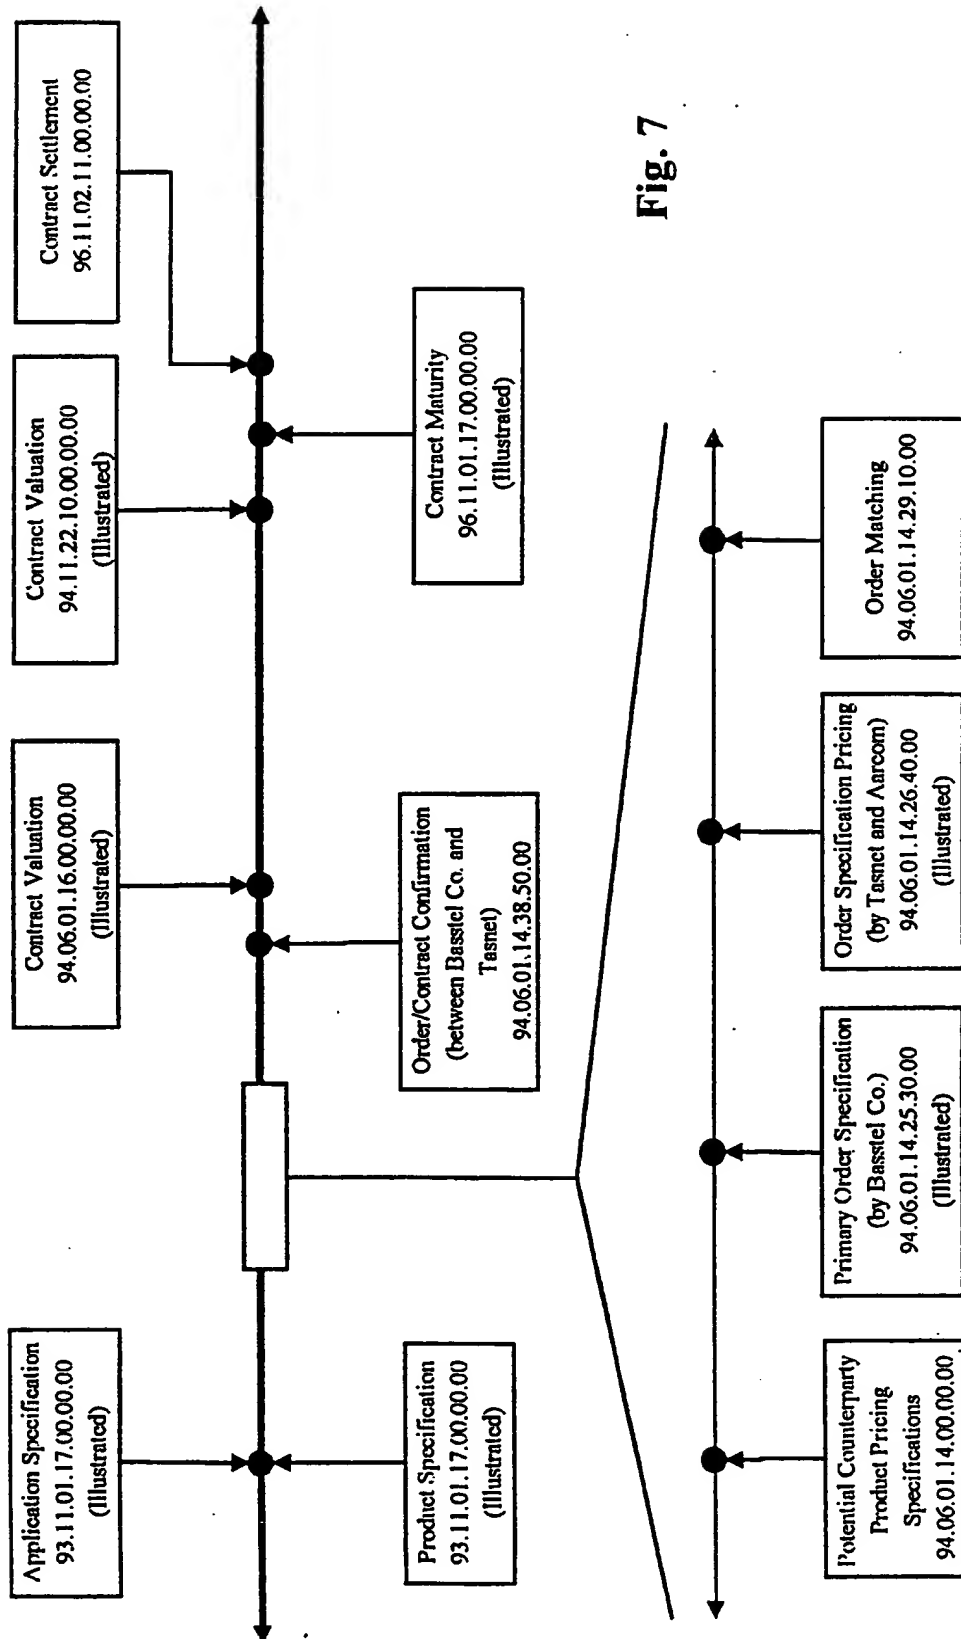 Application Specification
93.11.01.17.00.00.00
(Illustrated)
Contract Valuation
94.06.01.16.00.00.00
(Illustrated)
Contract Valuation
94.11.22.10.00.00.00
(Illustrated)
Contract Settlement
96.11.02.11.00.00.00
Product Specification
93.11.01.17.00.00.00
(Illustrated)
Order/Contract Confirmation
(between Basstel Co. and
Tasnet)
94.06.01.14.38.50.00
Contract Maturity
96.11.01.17.00.00.00
(Illustrated)
Fig. 7
Potential Counterparty
Product Pricing
Specifications
94.06.01.14.00.00.00
Primary Order Specification
(by Basstel Co.)
94.06.01.14.25.30.00
(Illustrated)
Order Specification Pricing
(by Tasnet and Aarcom)
94.06.01.14.26.40.00
(Illustrated)
Order Matching
94.06.01.14.29.10.00